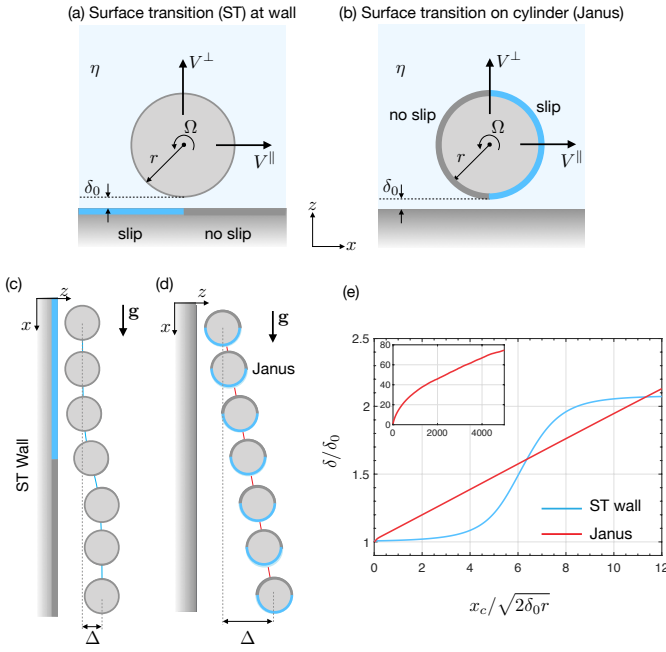 (a) Surface transition (ST) at wall
(b) Surface transition on cylinder (Janus)
η
V⊥
Ω
r
V∥
δ₀
slip
no slip
z
x
η
V⊥
no slip
slip
Ω
r
V∥
δ₀
(c)
z
x
g
ST Wall
Δ
(d)
z
x
g
Janus
Δ
(e)
2.5
2
1.5
1
δ/δ₀
80
60
40
20
0
0
2000
4000
ST wall
Janus
0
2
4
6
8
10
12
x_c/√2δ₀r